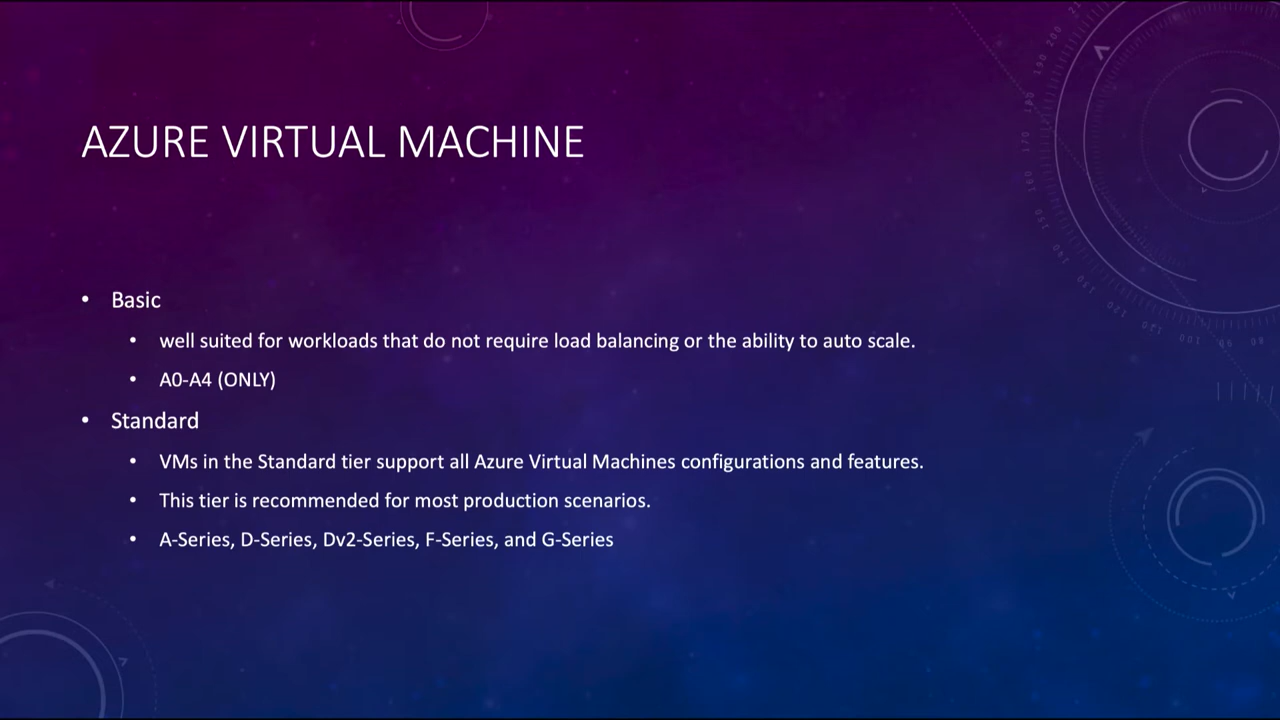 AZURE VIRTUAL MACHINE
• Basic
• well suited for workloads that do not require load balancing or the ability to auto scale.
• A0-A4 (ONLY)
• Standard
• VMs in the Standard tier support all Azure Virtual Machines configurations and features.
• This tier is recommended for most production scenarios.
• A-Series, D-Series, Dv2-Series, F-Series, and G-Series